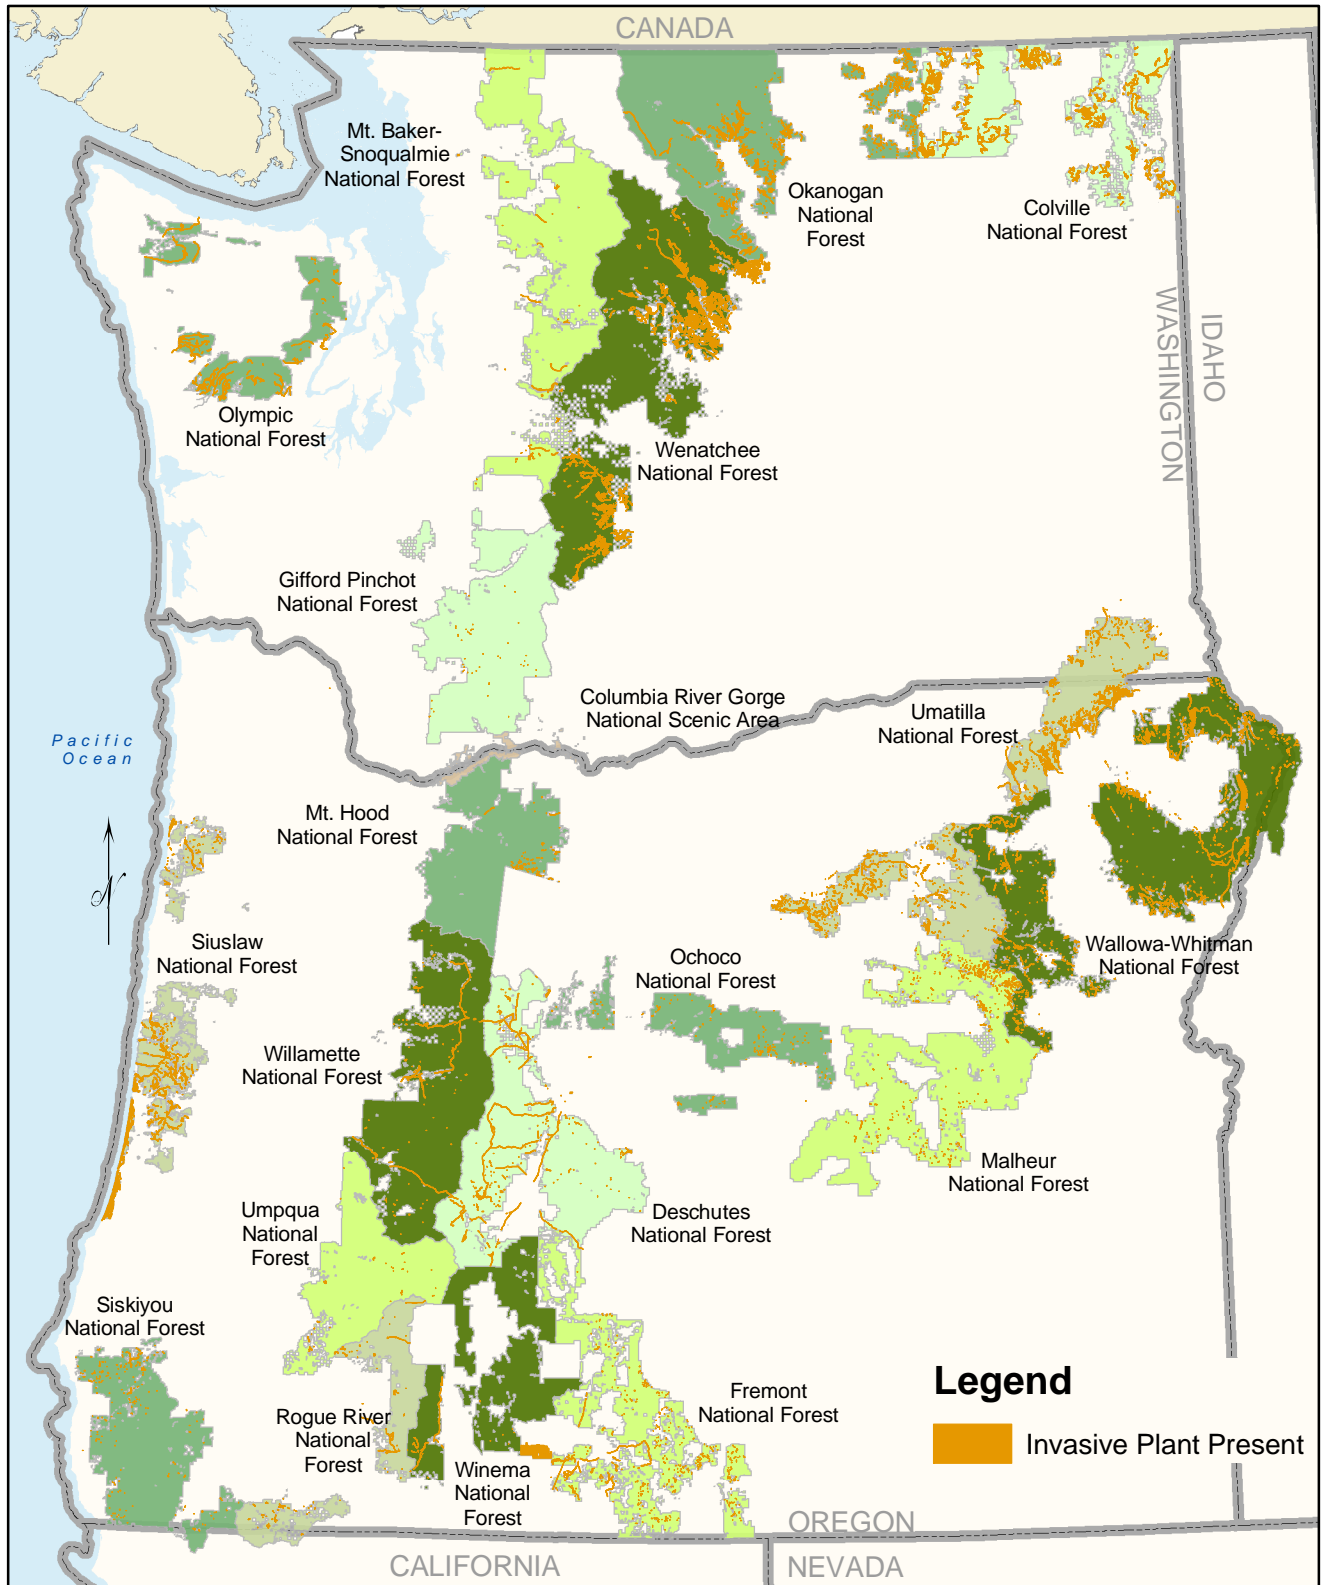 CANADA
Mt. Baker-
Snoqualmie
National Forest
Okanogan
National
Forest
Colville
National Forest
WASHINGTON
IDAHO
Olympic
National Forest
Wenatchee
National Forest
Gifford Pinchot
National Forest
Columbia River Gorge
National Scenic Area
Umatilla
National Forest
Pacific
Ocean
Mt. Hood
National Forest
N
Siuslaw
National Forest
Ochoco
National Forest
Wallowa-Whitman
National Forest
Willamette
National Forest
Malheur
National Forest
Umpqua
National
Forest
Deschutes
National Forest
Siskiyou
National Forest
Legend
Invasive Plant Present
Fremont
National Forest
Rogue River
National
Forest
Winema
National
Forest
OREGON
CALIFORNIA
NEVADA